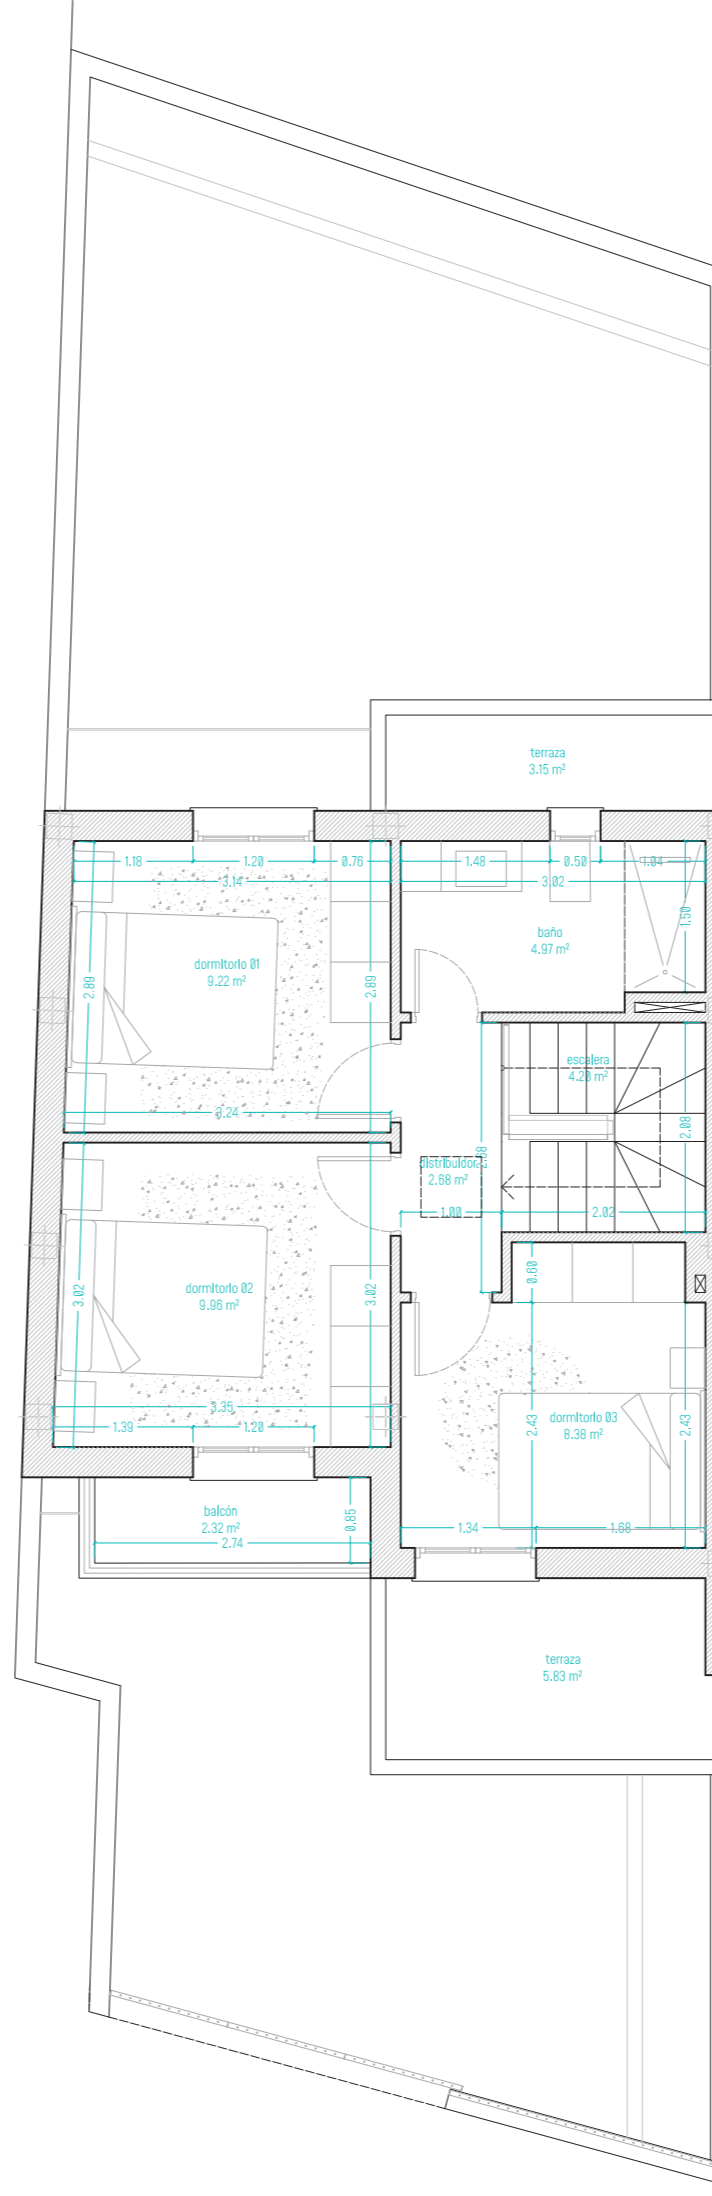 terraza
3.15 m²
1.18
1.20
0.76
1.48
0.50
1.04
3.14
3.02
1.50
baño
4.97 m²
dormitorio 01
9.22 m²
2.89
2.89
escalera
4.20 m²
3.24
2.08
distribuidor
2.68 m²
2.68
1.00
2.02
0.60
dormitorio 02
9.96 m²
3.02
3.02
3.35
1.39
1.20
dormitorio 03
8.38 m²
2.43
2.43
balcón
2.32 m²
2.74
0.85
1.34
1.68
terraza
5.83 m²